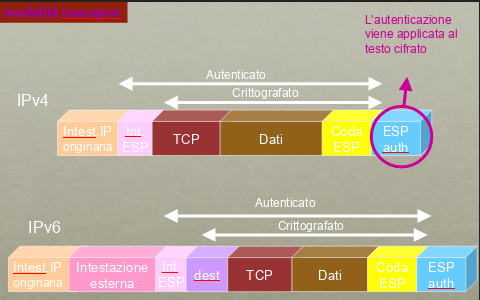 modalità transport
L'autenticazione
viene applicata al
testo cifrato
Autenticato
Crittografato
IPv4
Intest IP
originaria
Int
ESP
TCP
Dati
Coda
ESP
ESP
auth
Autenticato
Crittografato
IPv6
Intest IP
originaria
Intestazione
esterna
Int
ESP
dest
TCP
Dati
Coda
ESP
ESP
auth